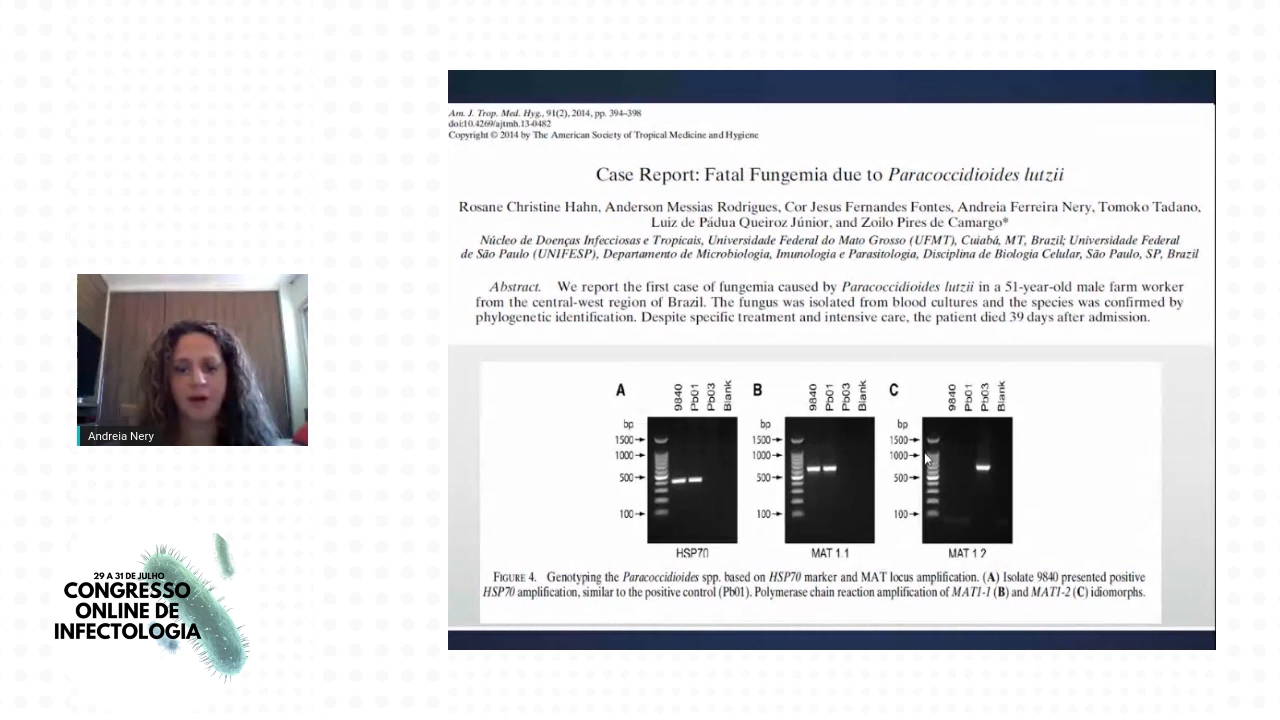 Am. J. Trop. Med. Hyg., 91(2), 2014, pp. 394–398
doi:10.4269/ajtmh.13-0482
Copyright © 2014 by The American Society of Tropical Medicine and Hygiene
Case Report: Fatal Fungemia due to Paracoccidioides lutzii
Rosane Christine Hahn, Anderson Messias Rodrigues, Cor Jesus Fernandes Fontes, Andreia Ferreira Nery, Tomoko Tadano,
Luiz de Pádua Queiroz Júnior, and Zoilo Pires de Camargo*
Núcleo de Doenças Infecciosas e Tropicais, Universidade Federal do Mato Grosso (UFMT), Cuiabá, MT, Brazil; Universidade Federal
de São Paulo (UNIFESP), Departamento de Microbiologia, Imunologia e Parasitologia, Disciplina de Biologia Celular, São Paulo, SP, Brazil
Abstract. We report the first case of fungemia caused by Paracoccidioides lutzii in a 51-year-old male farm worker
from the central-west region of Brazil. The fungus was isolated from blood cultures and the species was confirmed by
phylogenetic identification. Despite specific treatment and intensive care, the patient died 39 days after admission.
A
9840
Pb01
Pb03
Blank
bp
1500
1000
500
100
HSP70
B
9840
Pb01
Pb03
Blank
bp
1500
1000
500
100
MAT 1.1
C
9840
Pb01
Pb03
Blank
bp
1500
1000
500
100
MAT 1.2
FIGURE 4. Genotyping the Paracoccidioides spp. based on HSP70 marker and MAT locus amplification. (A) Isolate 9840 presented positive
HSP70 amplification, similar to the positive control (Pb01). Polymerase chain reaction amplification of MAT1-1 (B) and MAT1-2 (C) idiomorphs.
Andreia Nery
29 A 31 DE JULHO
CONGRESSO
ONLINE DE
INFECTOLOGIA